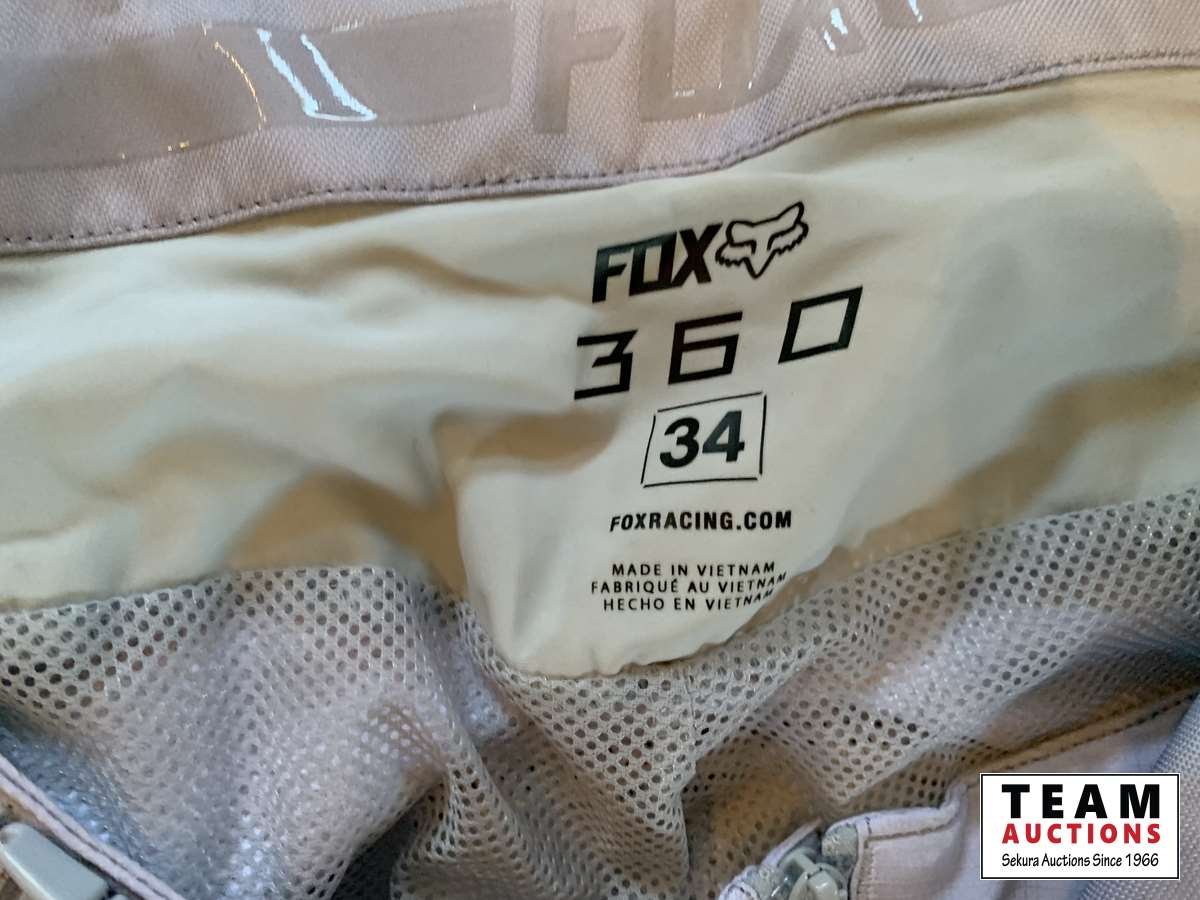 FOX
FOX
360
34
FOXRACING.COM
MADE IN VIETNAM
FABRIQUÉ AU VIETNAM
HECHO EN VIETNAM
TEAM
AUCTIONS
Sekura Auctions Since 1966